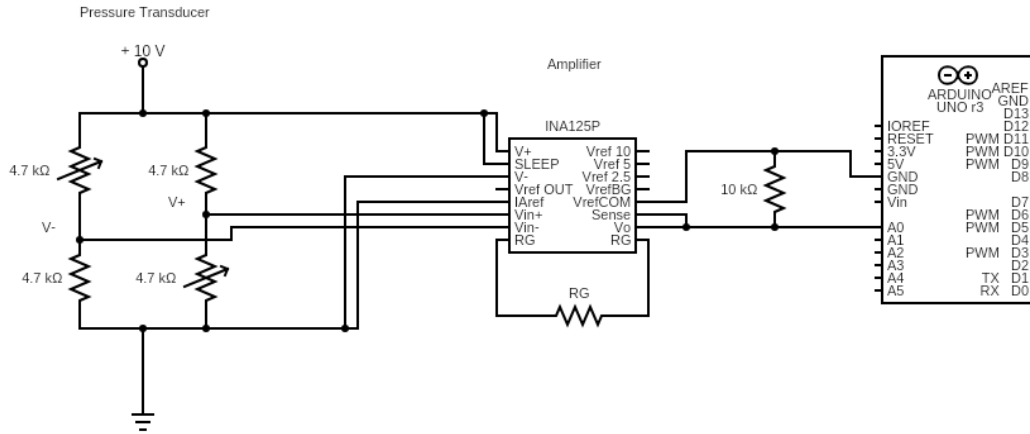 Pressure Transducer
+ 10 V
Amplifier
4.7 kΩ
4.7 kΩ
V+
V-
4.7 kΩ
4.7 kΩ
INA125P
V+
SLEEP
V-
Vref OUT
IAref
Vin+
Vin-
RG
Vref 10
Vref 5
Vref 2.5
VrefBG
VrefCOM
Sense
Vo
RG
RG
10 kΩ
ARDUINO
UNO r3
IOREF
RESET
3.3V
5V
GND
GND
Vin
A0
A1
A2
A3
A4
A5
AREF
GND
D13
D12
PWM D11
PWM D10
PWM D9
D8
D7
PWM D6
PWM D5
D4
PWM D3
D2
TX D1
RX D0